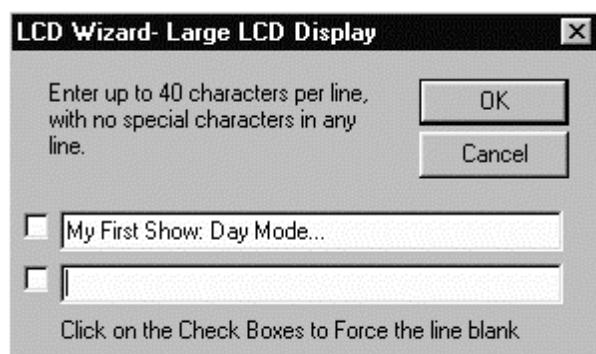 LCD Wizard- Large LCD Display
Enter up to 40 characters per line,
with no special characters in any
line.
OK
Cancel
My First Show: Day Mode...
Click on the Check Boxes to Force the line blank